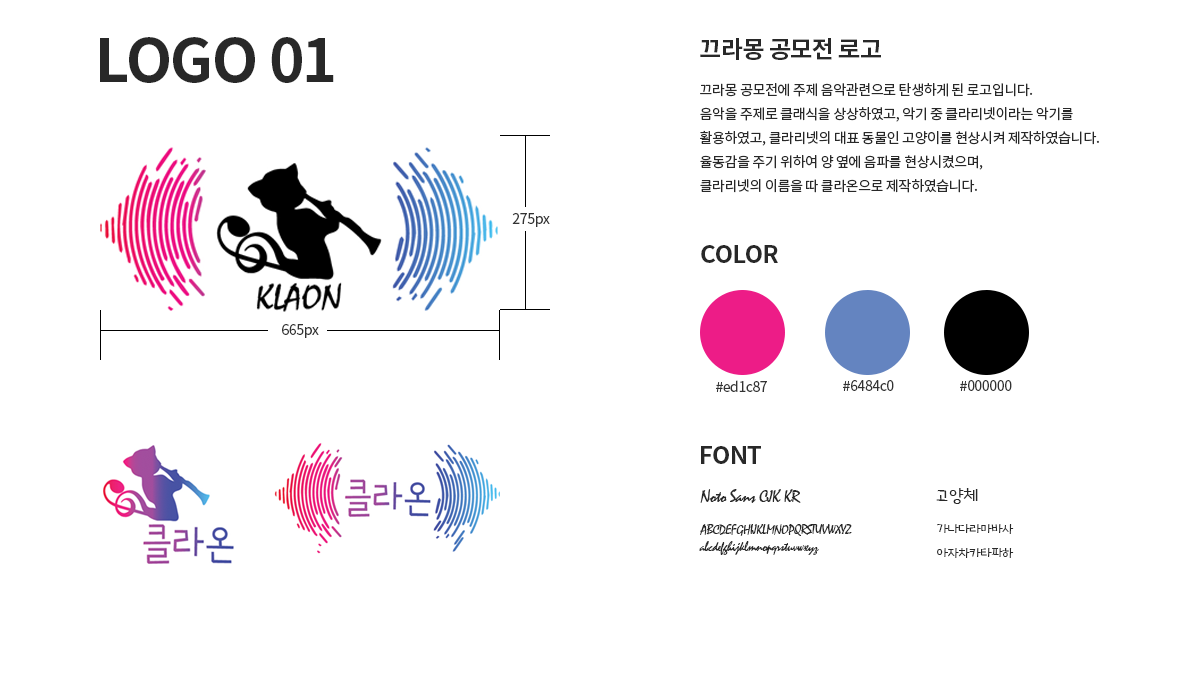 LOGO 01
275px
KLAON
665px
클라온
클라온
끄라몽 공모전 로고
끄라몽 공모전에 주제 음악관련으로 탄생하게 된 로고입니다.
음악을 주제로 클래식을 상상하였고, 악기 중 클라리넷이라는 악기를
활용하였고, 클라리넷의 대표 동물인 고양이를 현상시켜 제작하였습니다.
율동감을 주기 위하여 양 옆에 음파를 현상시켰으며,
클라리넷의 이름을 따 클라온으로 제작하였습니다.
COLOR
#ed1c87
#6484c0
#000000
FONT
Noto Sans CJK KR
ABCDEFGHIJKLMNOPQRSTUVWXYZ
abcdefghijklmnopqrstuvwxyz
고양체
가나다라마바사
아자차카타파하